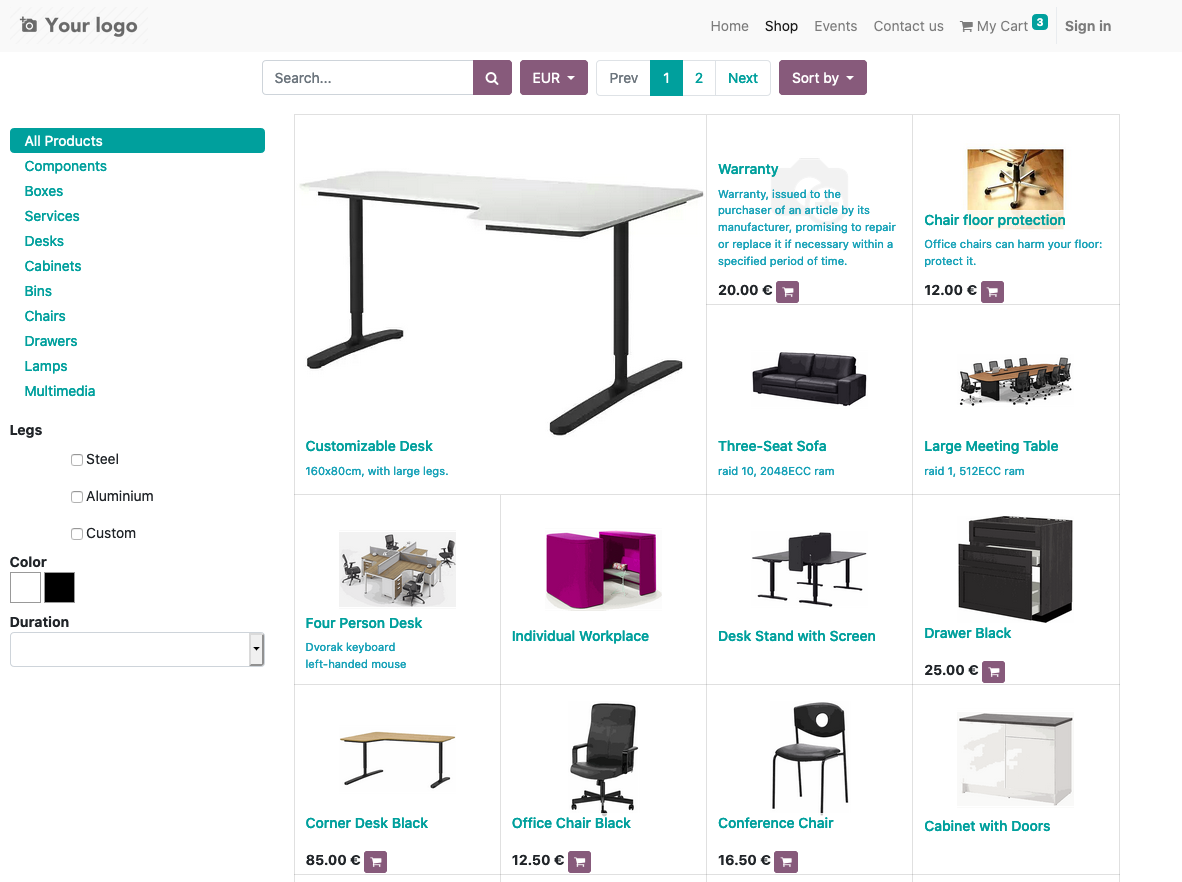 Your logo
Home Shop Events Contact us My Cart 3 Sign in
Search...
EUR
Prev 1 2 Next
Sort by
All Products
Components
Boxes
Services
Desks
Cabinets
Bins
Chairs
Drawers
Lamps
Multimedia
Legs
Steel
Aluminium
Custom
Color
Duration
Customizable Desk
160x80cm, with large legs.
Warranty
Warranty, issued to the
purchaser of an article by its
manufacturer, promising to repair
or replace it if necessary within a
specified period of time.
20.00 €
Chair floor protection
Office chairs can harm your floor:
protect it.
12.00 €
Three-Seat Sofa
raid 10, 2048ECC ram
Large Meeting Table
raid 1, 512ECC ram
Four Person Desk
Dvorak keyboard
left-handed mouse
Individual Workplace
Desk Stand with Screen
Drawer Black
25.00 €
Corner Desk Black
85.00 €
Office Chair Black
12.50 €
Conference Chair
16.50 €
Cabinet with Doors